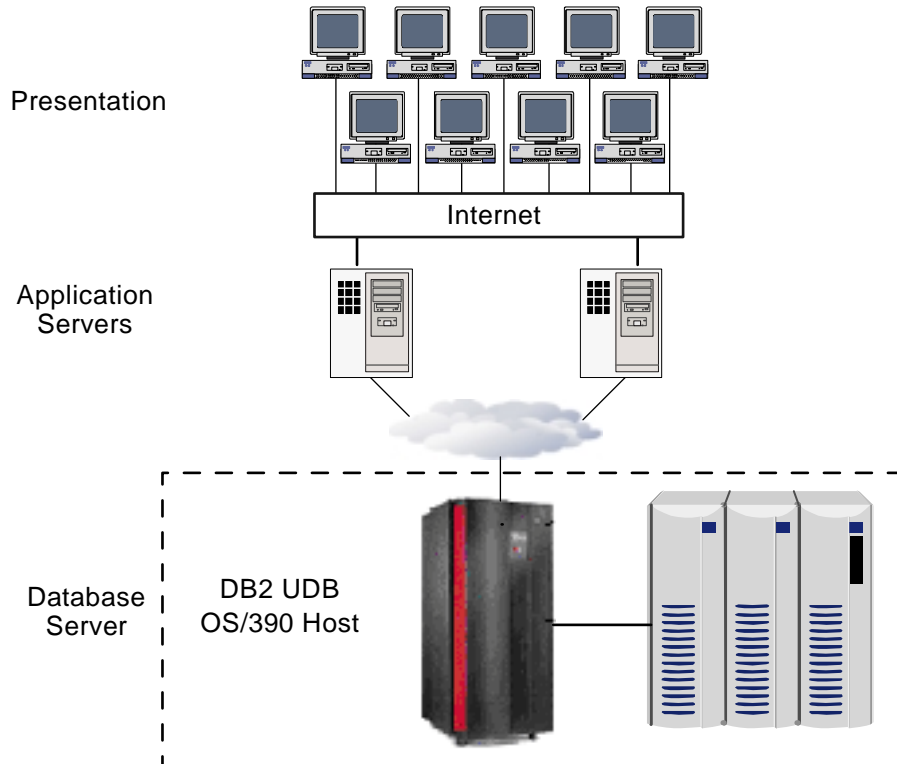 Presentation
Internet
Application
Servers
Database
Server
DB2 UDB
OS/390 Host